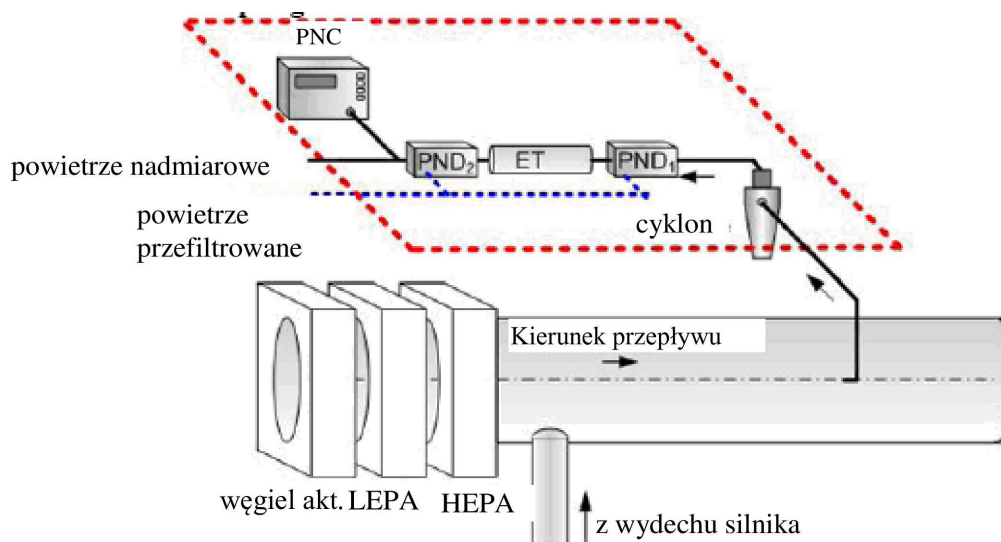 PNC
powietrze nadmiarowe
PND₂
ET
PND₁
powietrze
przefiltrowane
cyklon
Kierunek przepływu
węgiel akt. LEPA HEPA
z wydechu silnika